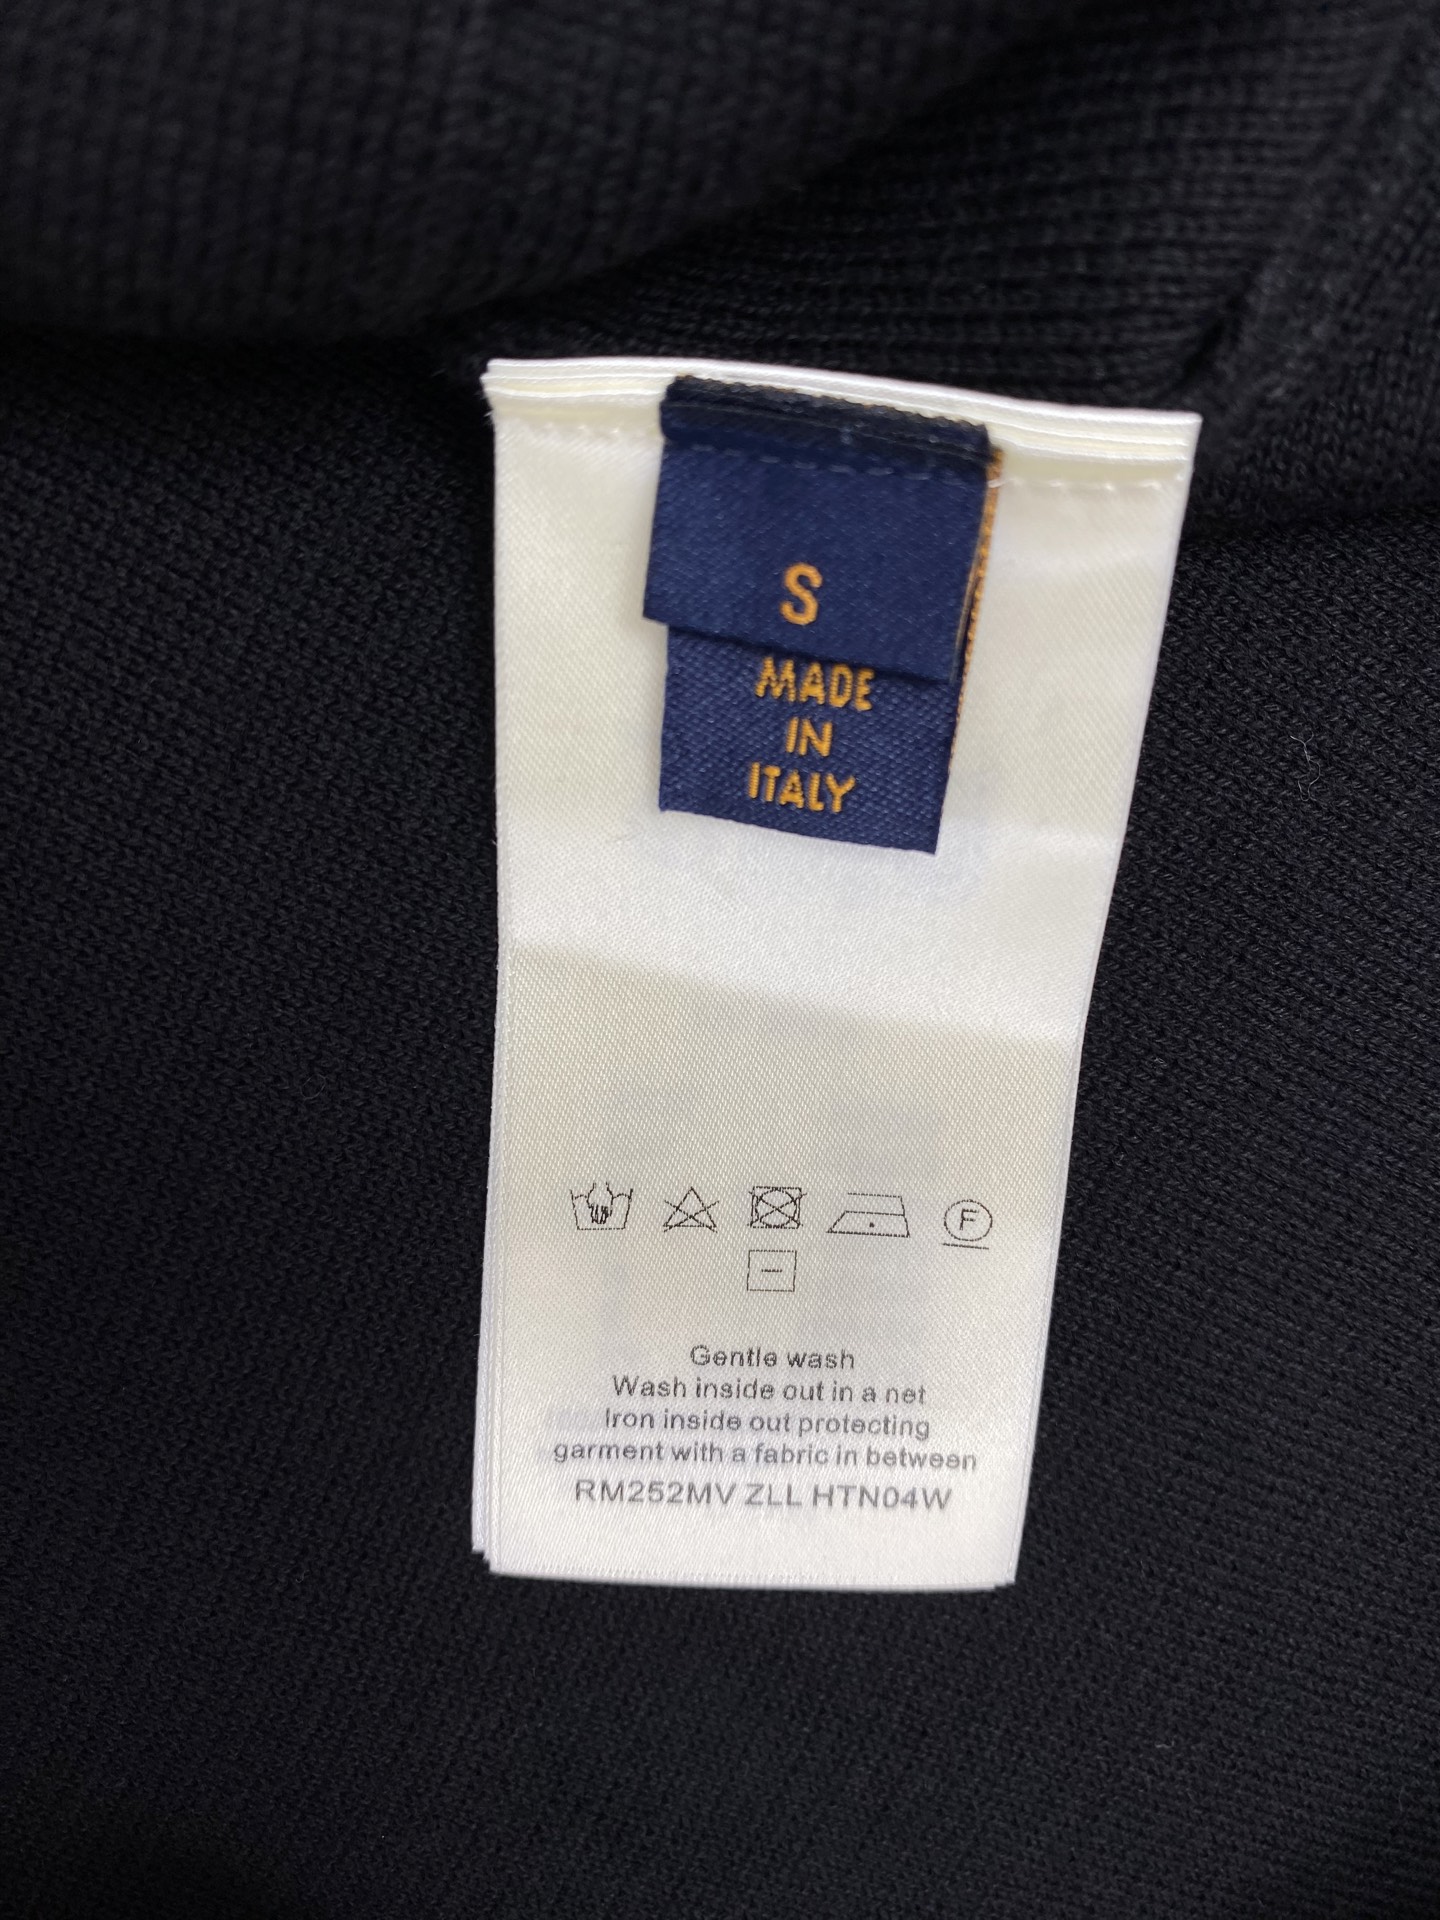 S
MADE
IN
ITALY
F
Gentle wash
Wash inside out in a net
Iron inside out protecting
garment with a fabric in between
RM252MV ZLL HTN04W